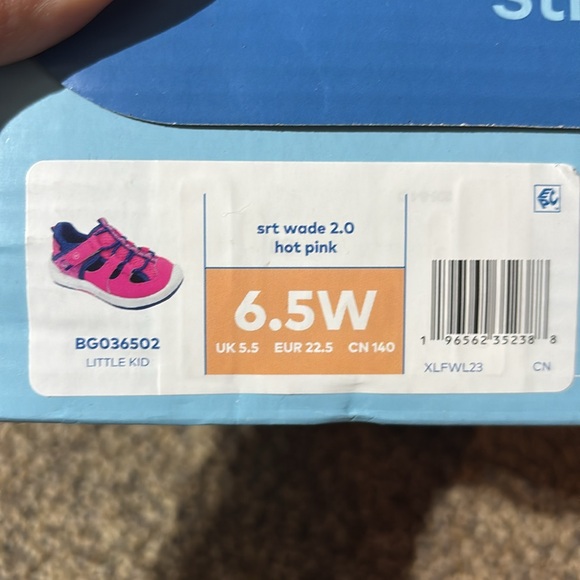 srt wade 2.0
hot pink
6.5W
UK 5.5 EUR 22.5 CN 140
BG036502
LITTLE KID
1 96562 35238 8
XLFWL23 CN